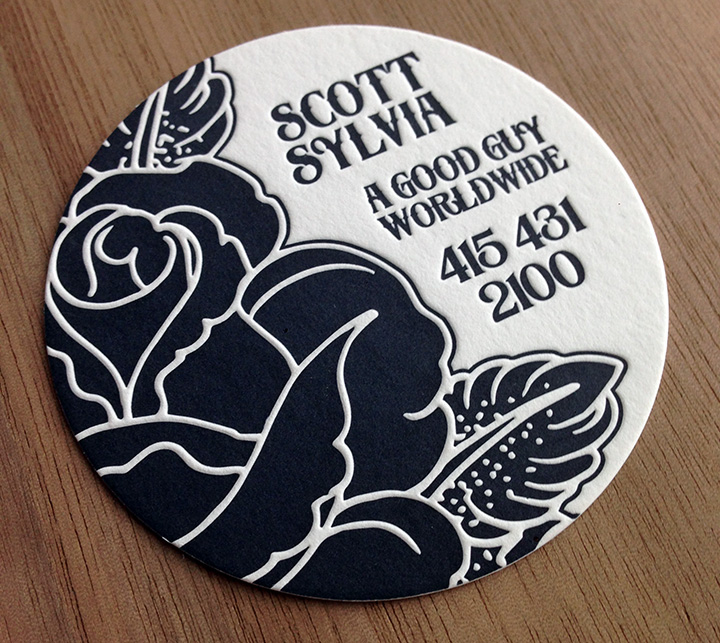 SCOTT
SYLVIA
A GOOD GUY
WORLDWIDE
415 431
2100